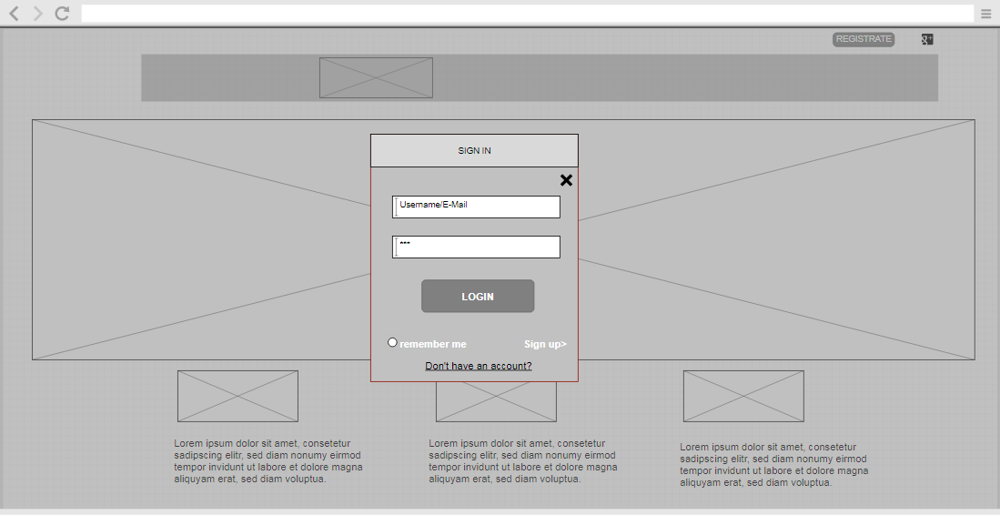 REGISTRATE
g+
SIGN IN
Username/E-Mail
***
LOGIN
remember me
Sign up>
Don't have an account?
Lorem ipsum dolor sit amet, consetetur
sadipscing elitr, sed diam nonumy eirmod
tempor invidunt ut labore et dolore magna
aliquyam erat, sed diam voluptua.
Lorem ipsum dolor sit amet, consetetur
sadipscing elitr, sed diam nonumy eirmod
tempor invidunt ut labore et dolore magna
aliquyam erat, sed diam voluptua.
Lorem ipsum dolor sit amet, consetetur
sadipscing elitr, sed diam nonumy eirmod
tempor invidunt ut labore et dolore magna
aliquyam erat, sed diam voluptua.